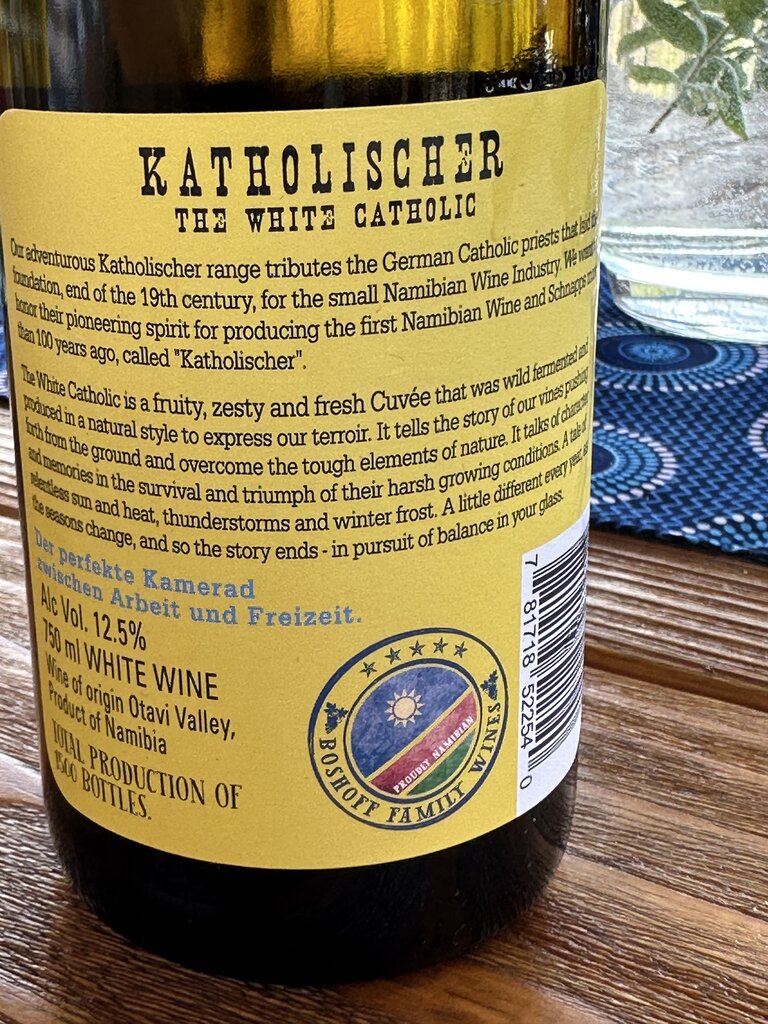 KATHOLISCHER
THE WHITE CATHOLIC
Our adventurous Katholischer range tributes the German Catholic priests that laid the
foundation, end of the 19th century, for the small Namibian Wine Industry. We
honor their pioneering spirit for producing the first Namibian Wine and Schnapps more
than 100 years ago, called "Katholischer".
The White Catholic is a fruity, zesty and fresh Cuvée that was wild fermented and
produced in a natural style to express our terroir. It tells the story of our vines pushing
forth from the ground and overcome the tough elements of nature. It talks of character
and memories in the survival and triumph of their harsh growing conditions. A tale of
relentless sun and heat, thunderstorms and winter frost. A little different every year, as
the seasons change, and so the story ends - in pursuit of balance in your glass.
Der perfekte Kamerad
zwischen Arbeit und Freizeit.
Alc Vol. 12.5%
750 ml WHITE WINE
Wine of origin Otavi Valley,
Product of Namibia
TOTAL PRODUCTION OF
1500 BOTTLES.
PROUDLY NAMIBIAN
BOSHOFF FAMILY WINES
7 81718 52254 0